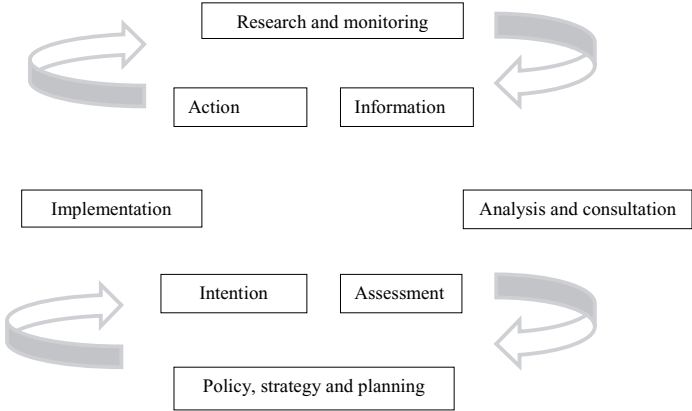 Research and monitoring
Action
Information
Implementation
Analysis and consultation
Intention
Assessment
Policy, strategy and planning